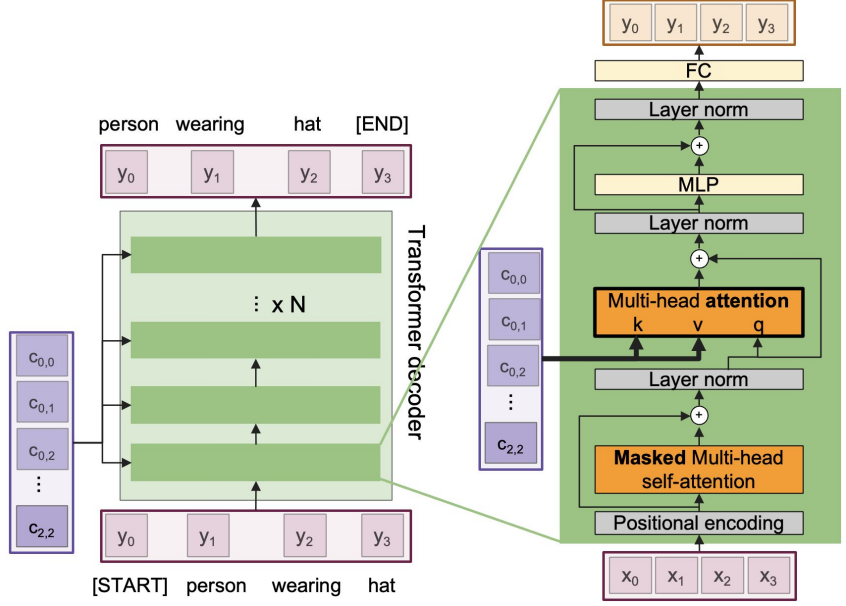 person wearing hat [END]
y0 y1 y2 y3
Transformer decoder
⋮ x N
c0,0
c0,1
c0,2
⋮
c2,2
y0 y1 y2 y3
[START] person wearing hat
y0 y1 y2 y3
FC
Layer norm
+
MLP
Layer norm
+
Multi-head attention
k v q
c0,0
c0,1
c0,2
⋮
c2,2
Layer norm
+
Masked Multi-head
self-attention
Positional encoding
x0 x1 x2 x3